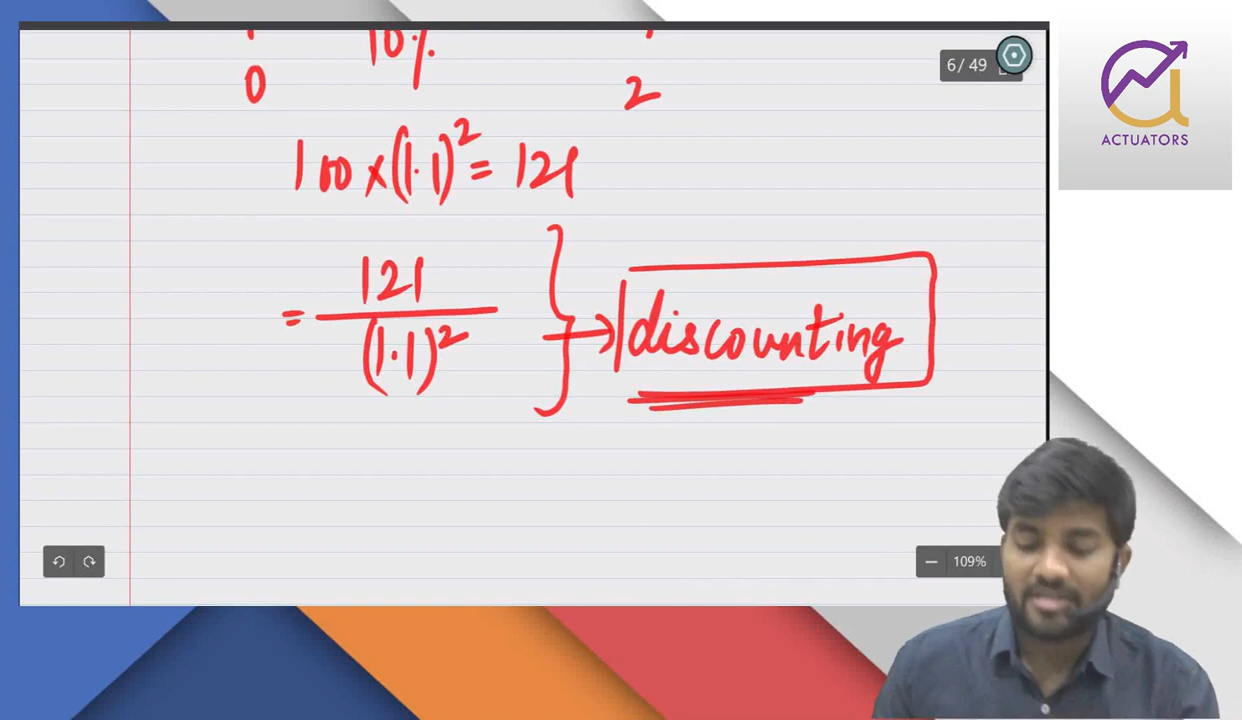 10%
0
2
6 / 49
100 × (1.1)² = 121
= 121 / (1.1)²
discounting
109%
ACTUATORS